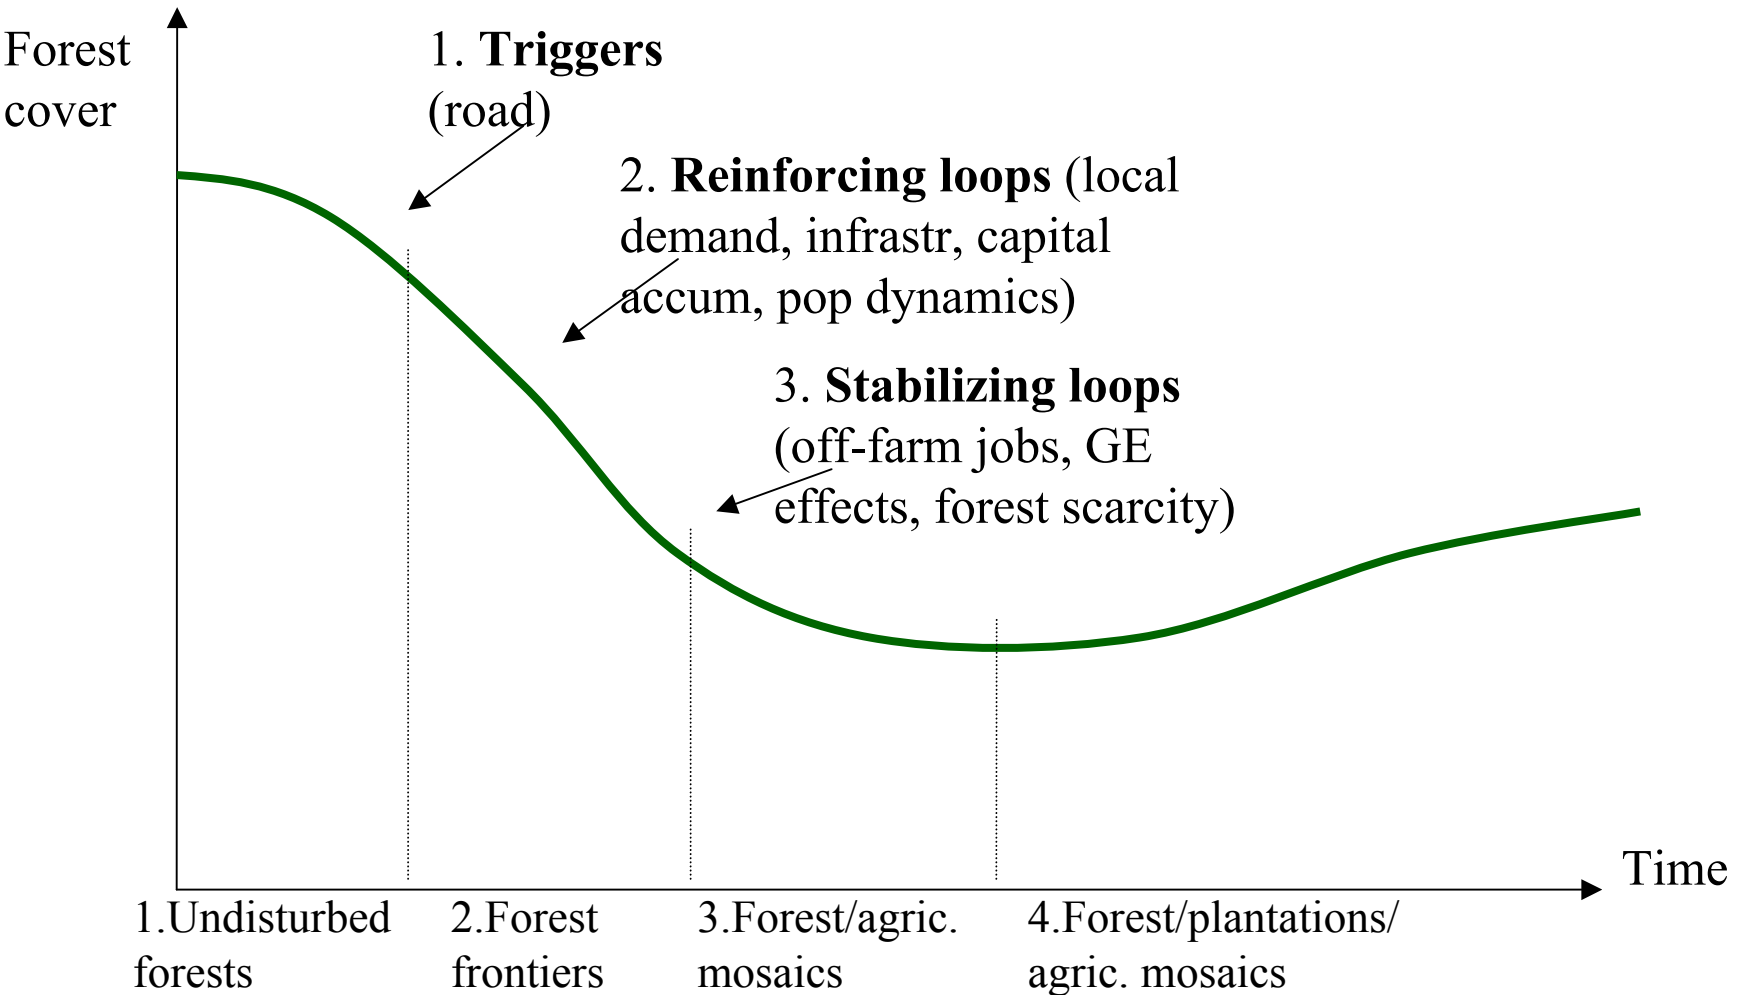 Forest
cover
1. Triggers
(road)
2. Reinforcing loops (local
demand, infrastr, capital
accum, pop dynamics)
3. Stabilizing loops
(off-farm jobs, GE
effects, forest scarcity)
Time
1.Undisturbed
forests
2.Forest
frontiers
3.Forest/agric.
mosaics
4.Forest/plantations/
agric. mosaics